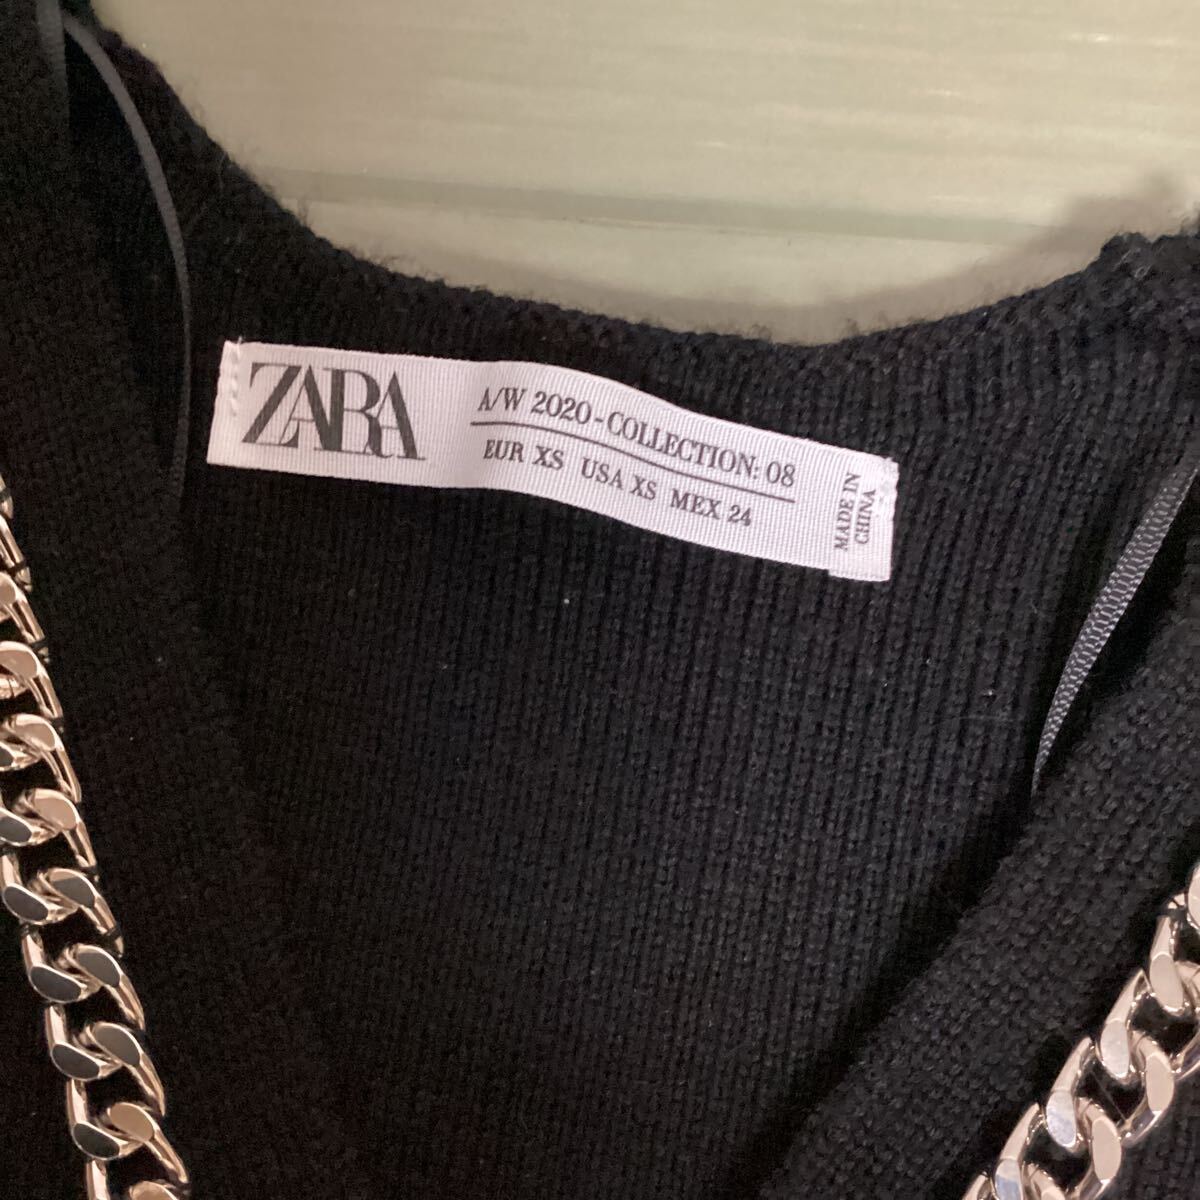 ZARA
A/W 2020-COLLECTION: 08
EUR XS USA XS MEX 24
MADE IN
CHINA